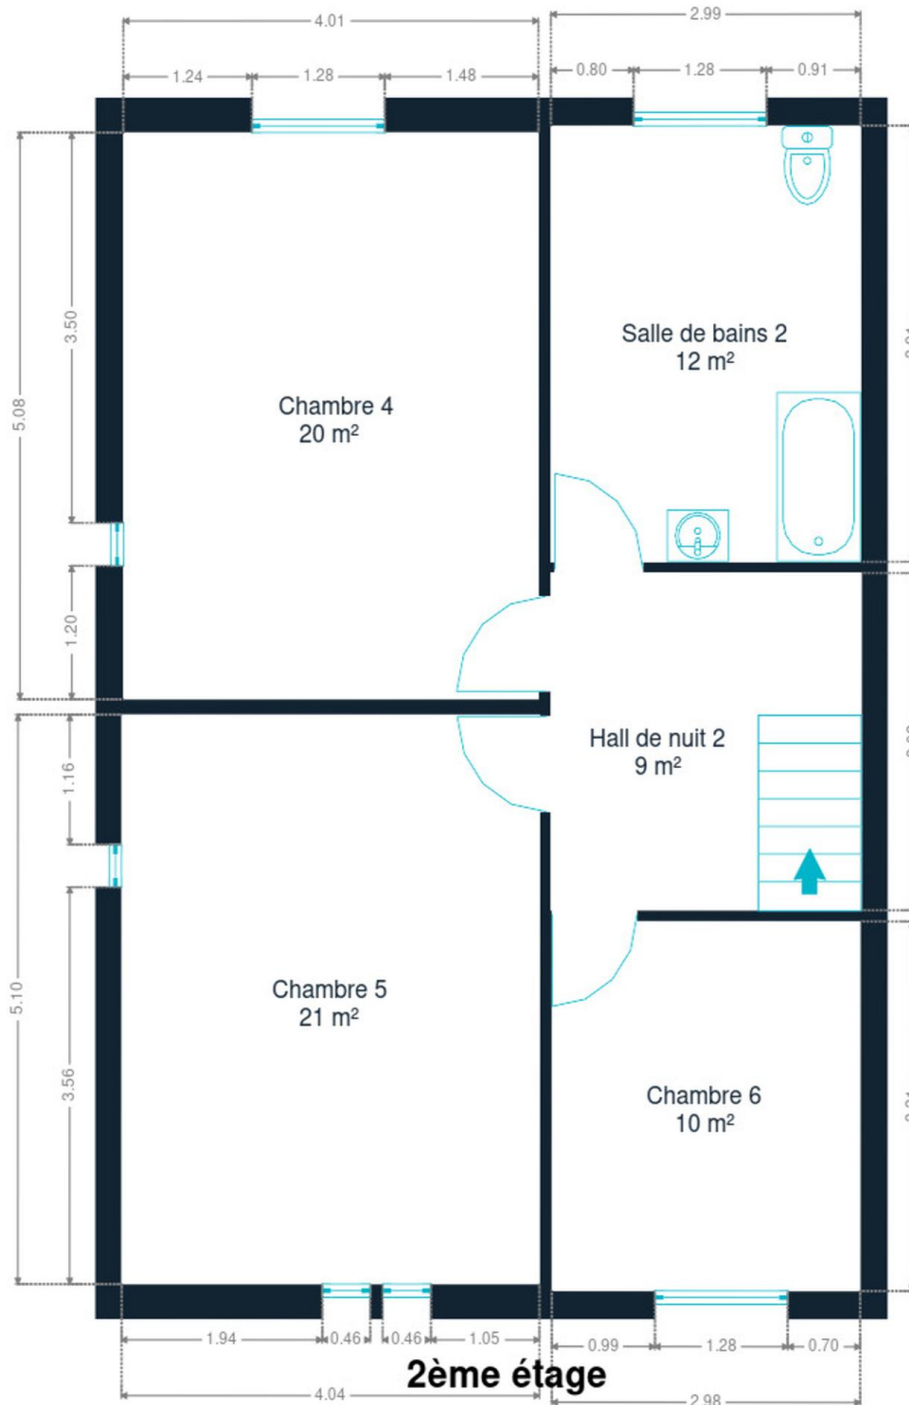 4.01
2.99
1.24
1.28
1.48
0.80
1.28
0.91
5.08
3.50
1.20
Salle de bains 2
12 m²
Chambre 4
20 m²
Hall de nuit 2
9 m²
1.16
5.10
3.56
Chambre 5
21 m²
Chambre 6
10 m²
1.94
0.46
0.46
1.05
0.99
1.28
0.70
2ème étage
4.04
2.98